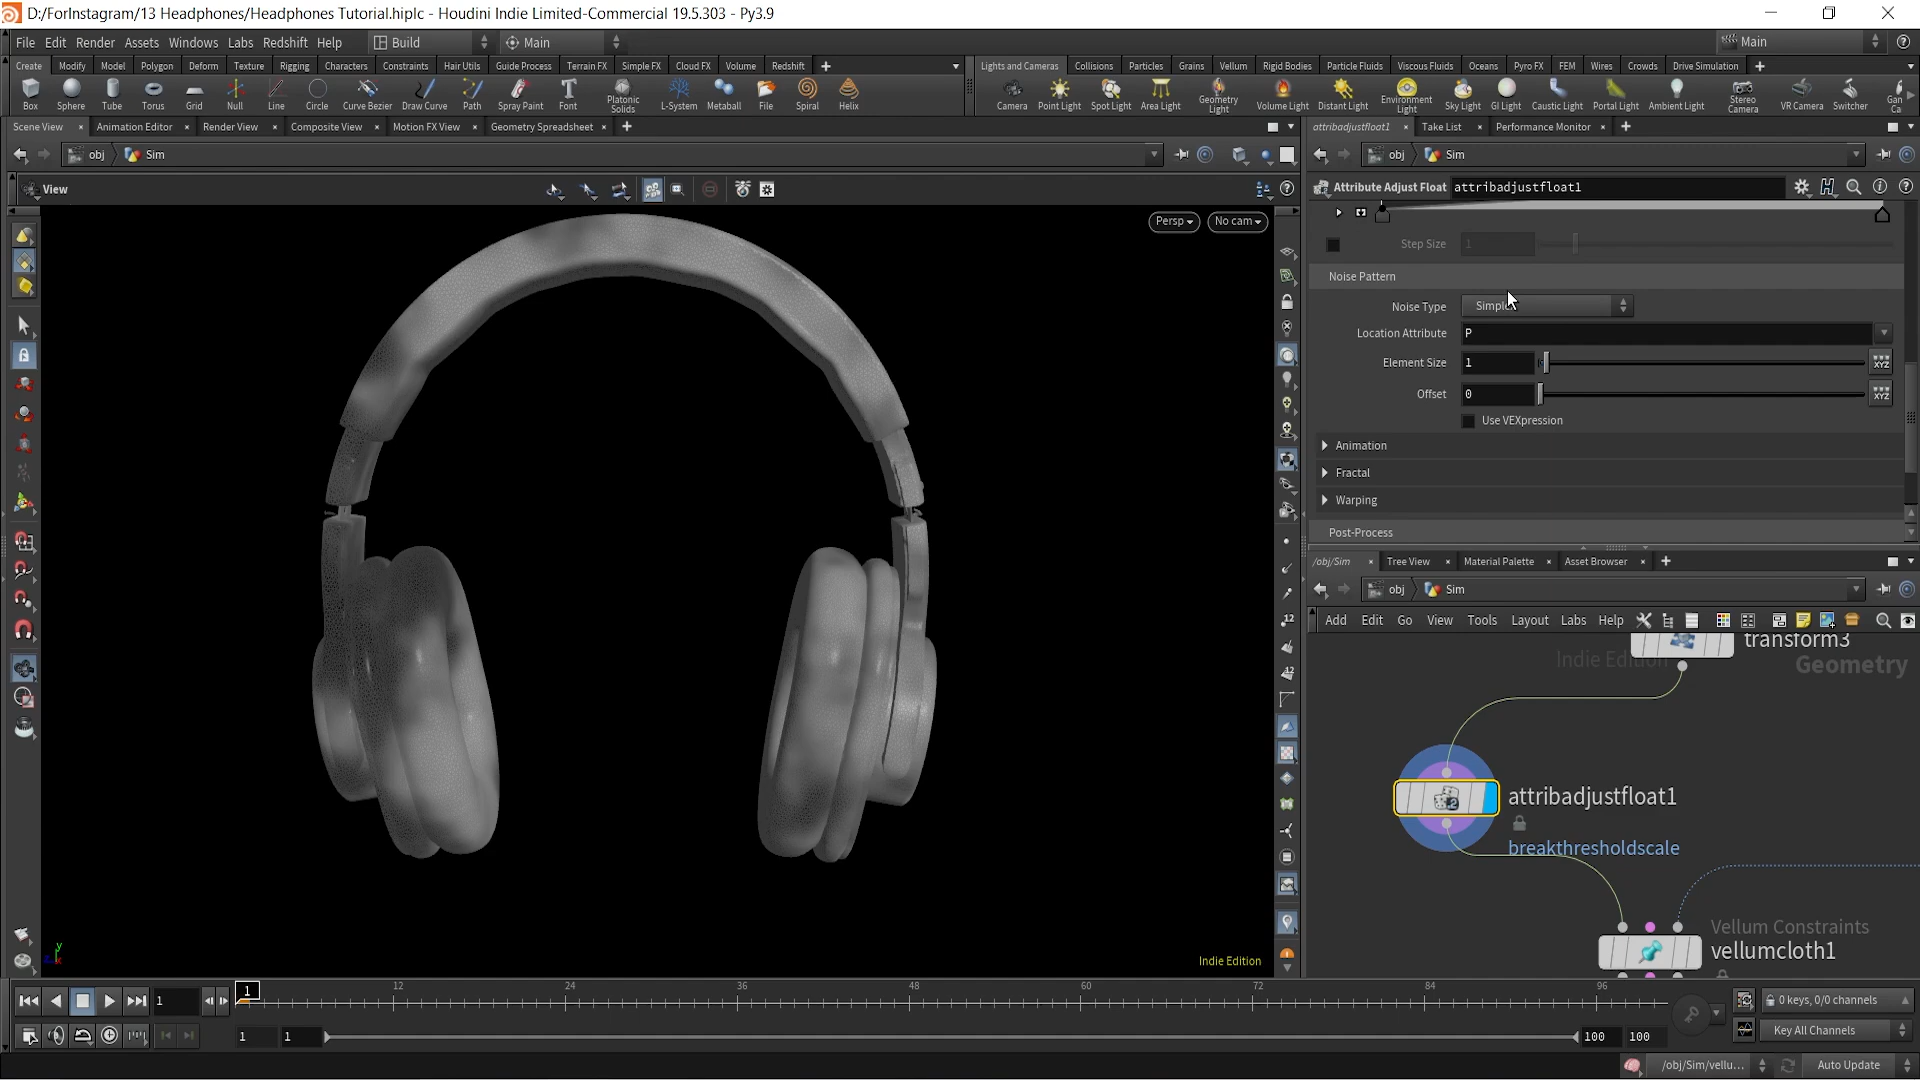 D:/ForInstagram/13 Headphones/Headphones Tutorial.hiplc - Houdini Indie Limited-Commercial 19.5.303 - Py3.9
File Edit Render Assets Windows Labs Redshift Help Build Main Main
Create Modify Model Polygon Deform Texture Rigging Characters Constraints Hair Utils Guide Process Terrain FX Simple FX Cloud FX Volume Redshift
Lights and Cameras Collisions Particles Grains Vellum Rigid Bodies Particle Fluids Viscous Fluids Oceans Pyro FX FEM Wires Crowds Drive Simulation
Box Sphere Tube Torus Grid Null Line Circle Curve Bezier Draw Curve Path Spray Paint Font Platonic Solids L-System Metaball File Spiral Helix
Camera Point Light Spot Light Area Light Geometry Light Volume Light Distant Light Environment Light Sky Light GI Light Caustic Light Portal Light Ambient Light Stereo Camera VR Camera Switcher
Scene View Animation Editor Render View Composite View Motion FX View Geometry Spreadsheet
attribadjustfloat1 Take List Performance Monitor
obj Sim
obj Sim
View
Attribute Adjust Float attribadjustfloat1
Persp No cam
Step Size 1
Noise Pattern
Noise Type
Location Attribute P
Element Size 1
Offset 0
Use VEXpression
Animation
Fractal
Warping
Post-Process
/obj/Sim Tree View Material Palette Asset Browser
obj Sim
Add Edit Go View Tools Layout Labs Help
transform3
Geometry
attribadjustfloat1
breakthresholdscale
Vellum Constraints
vellumcloth1
Indie Edition
1 1 12 24 36 48 60 72 84 96
0 keys, 0/0 channels
1 1 100 100
Key All Channels
/obj/Sim/vellu... Auto Update